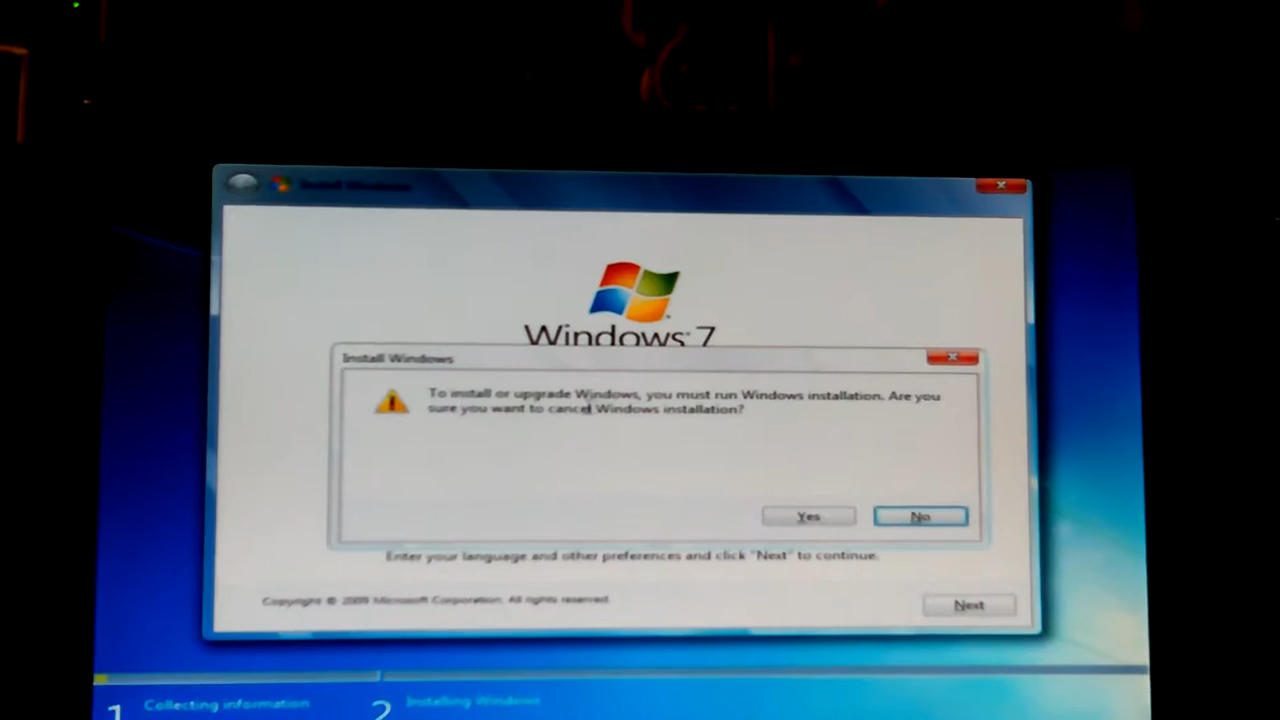 Install Windows
Windows 7
Install Windows
To install or upgrade Windows, you must run Windows installation. Are you
sure you want to cancel Windows installation?
Yes
No
Enter your language and other preferences and click "Next" to continue.
Copyright © 2009 Microsoft Corporation. All rights reserved.
Next
1 Collecting information
2 Installing Windows